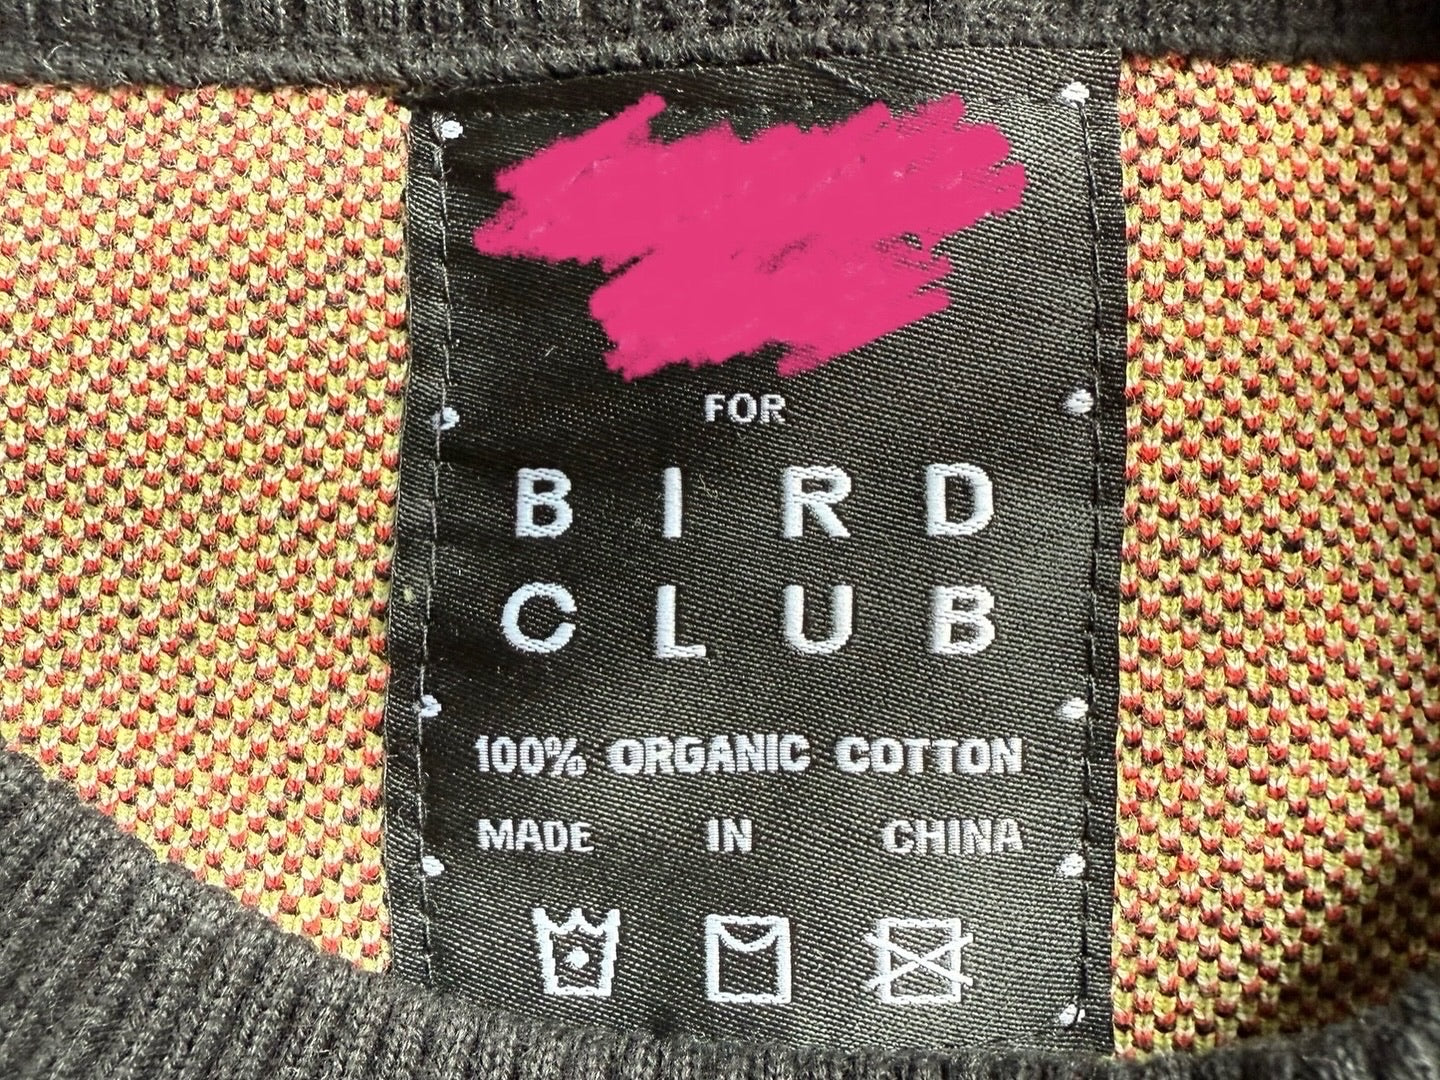 FOR
BIRD
CLUB
100% ORGANIC COTTON
MADE IN CHINA